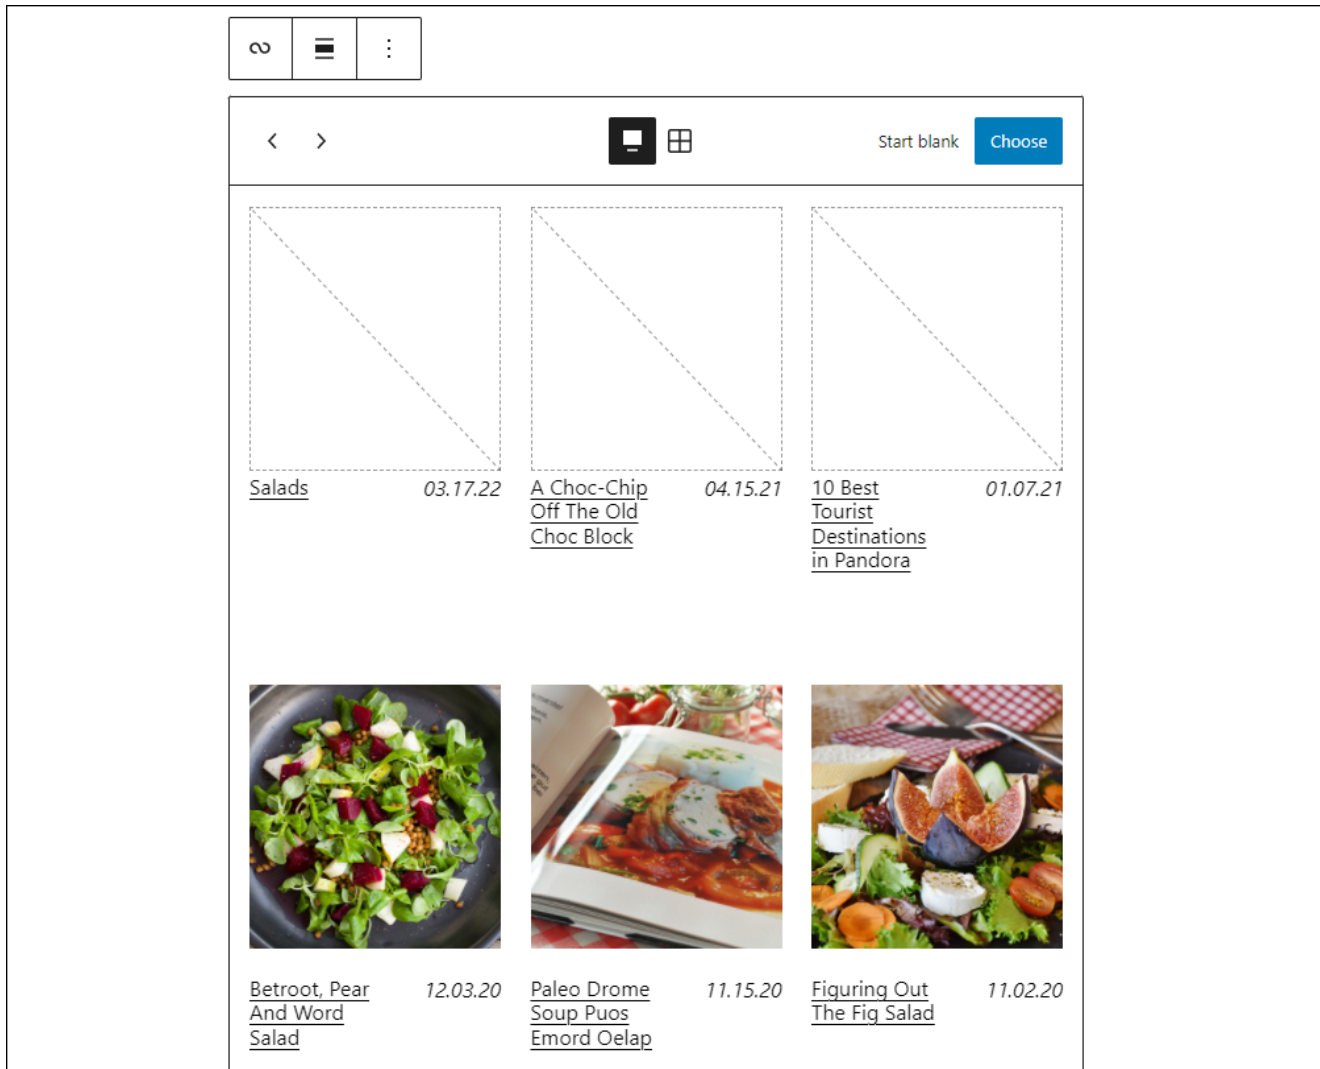 Start blank
Choose
Salads
03.17.22
A Choc-Chip
Off The Old
Choc Block
04.15.21
10 Best
Tourist
Destinations
in Pandora
01.07.21
Betroot, Pear
And Word
Salad
12.03.20
Paleo Drome
Soup Puos
Emord Oelap
11.15.20
Figuring Out
The Fig Salad
11.02.20